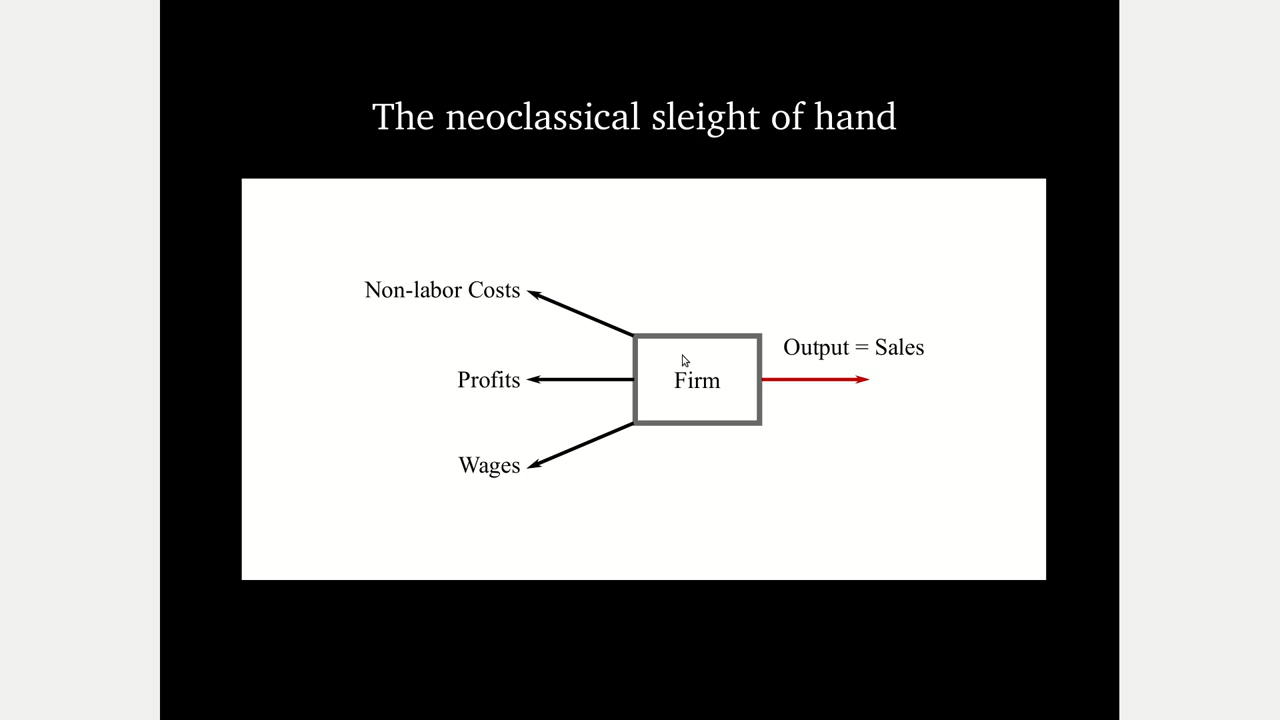 The neoclassical sleight of hand
Non-labor Costs
Output = Sales
Profits
Firm
Wages